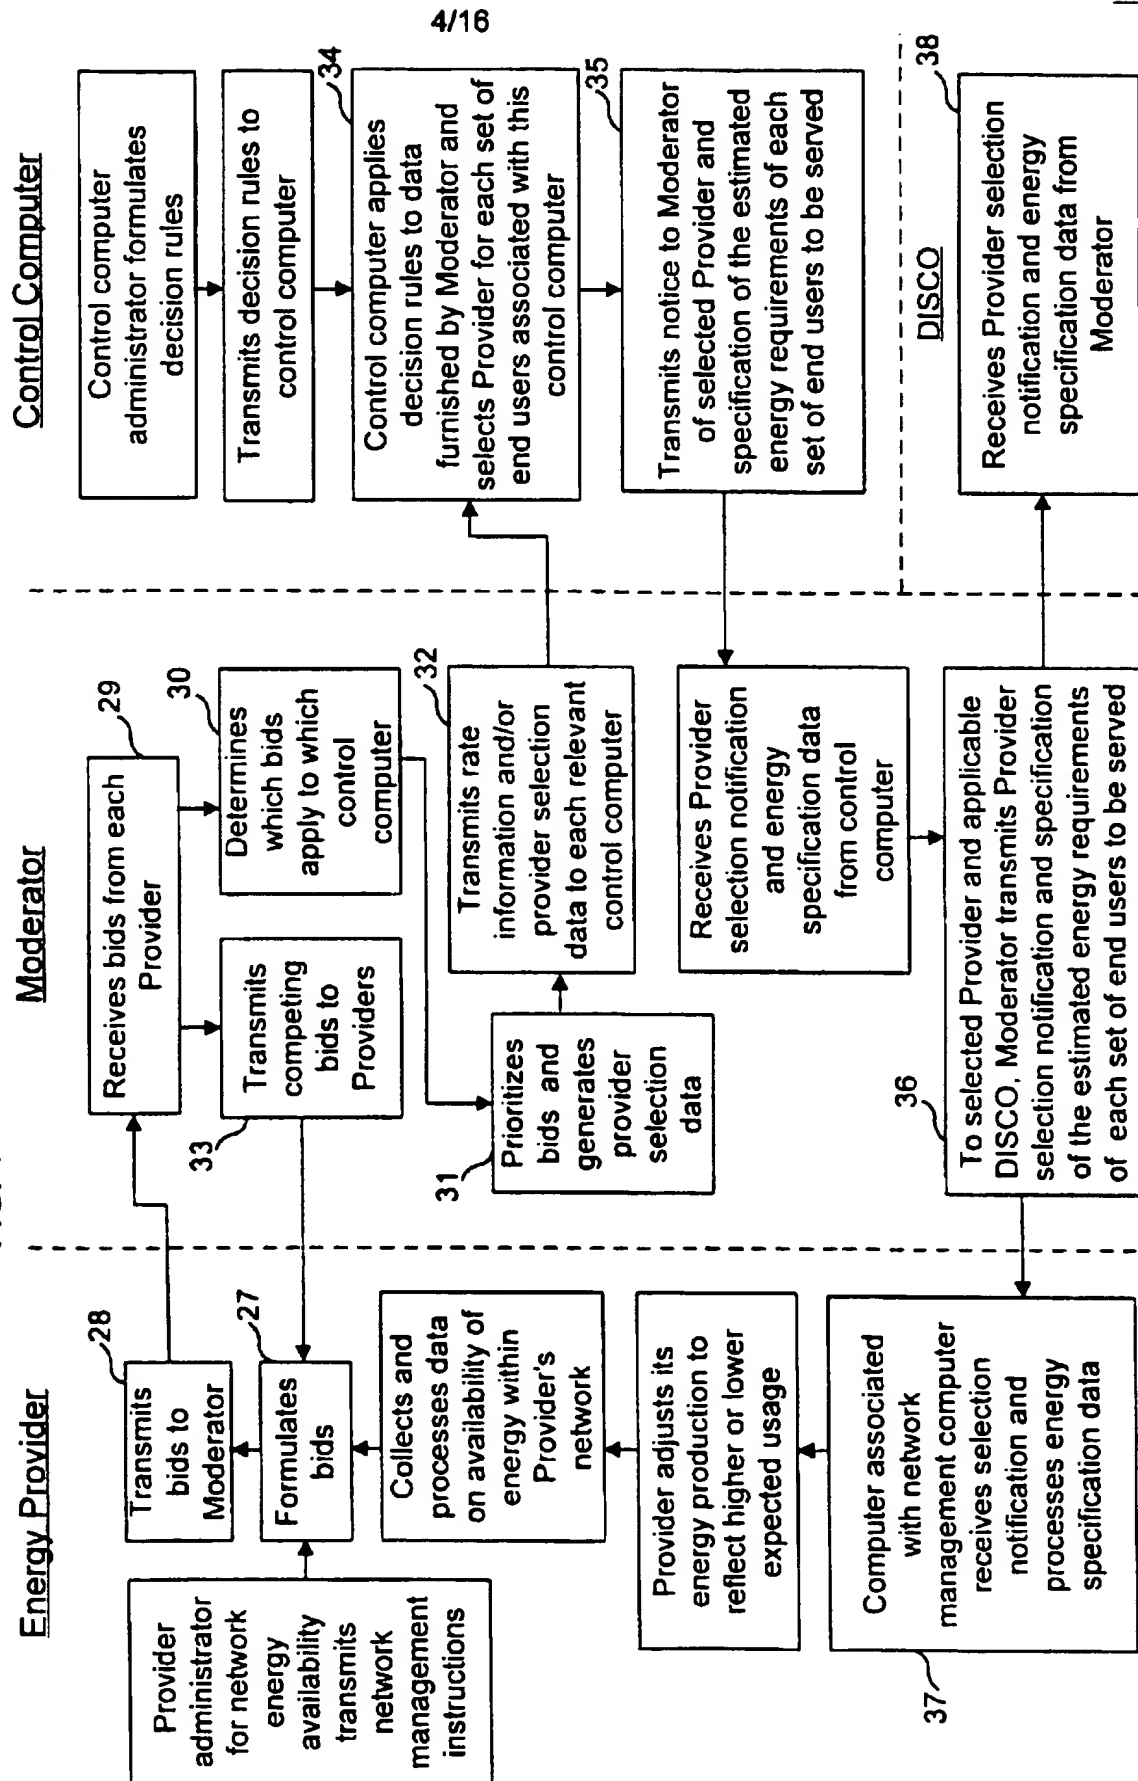 4/16
Energy Provider
Moderator
Control Computer
Provider
administrator
for network
energy
availability
transmits
network
management
instructions
28
Transmits
bids to
Moderator
27
Formulates
bids
Collects and
processes data
on availability of
energy within
Provider's
network
Provider adjusts its
energy production to
reflect higher or lower
expected usage
Computer associated
with network
management computer
receives selection
notification and
processes energy
specification data
37
29
Receives bids from each
Provider
33
Transmits
competing
bids to
Providers
30
Determines
which bids
apply to which
control
computer
31
Prioritizes
bids and
generates
provider
selection
data
32
Transmits rate
information and/or
provider selection
data to each relevant
control computer
Receives Provider
selection notification
and energy
specification data
from control
computer
36
To selected Provider and applicable
DISCO, Moderator transmits Provider
selection notification and specification
of the estimated energy requirements
of each set of end users to be served
Control computer
administrator formulates
decision rules
Transmits decision rules to
control computer
34
Control computer applies
decision rules to data
furnished by Moderator and
selects Provider for each set of
end users associated with this
control computer
35
Transmits notice to Moderator
of selected Provider and
specification of the estimated
energy requirements of each
set of end users to be served
DISCO
38
Receives Provider selection
notification and energy
specification data from
Moderator